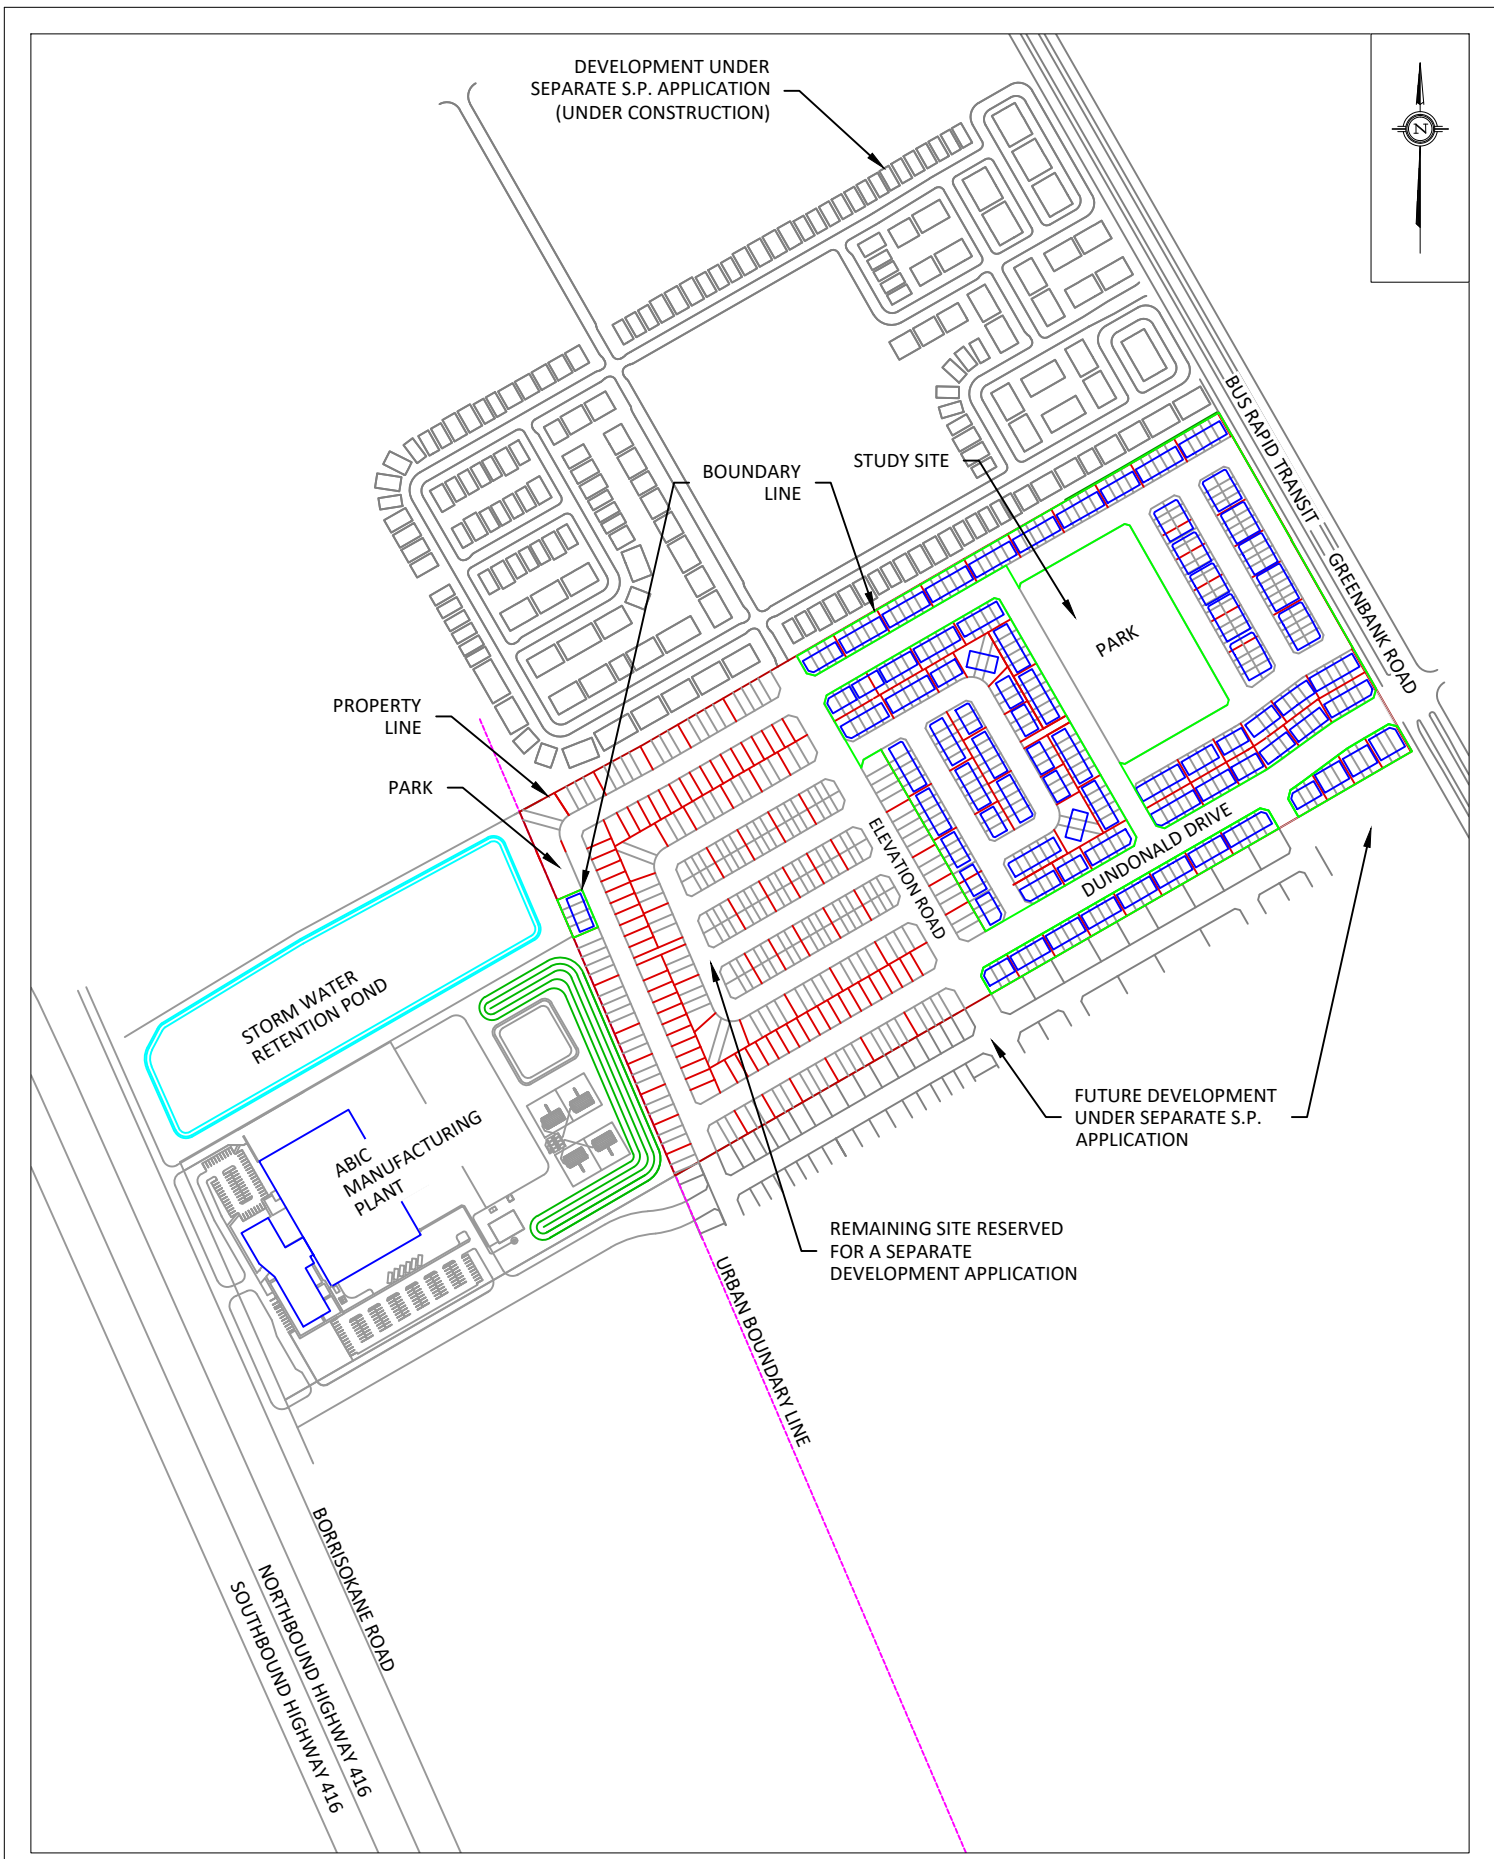 DEVELOPMENT UNDER
SEPARATE S.P. APPLICATION
(UNDER CONSTRUCTION)
N
BUS RAPID TRANSIT
GREENBANK ROAD
BOUNDARY
LINE
STUDY SITE
PARK
PROPERTY
LINE
PARK
ELEVATION ROAD
DUNDONALD DRIVE
STORM WATER
RETENTION POND
ABIC
MANUFACTURING
PLANT
FUTURE DEVELOPMENT
UNDER SEPARATE S.P.
APPLICATION
REMAINING SITE RESERVED
FOR A SEPARATE
DEVELOPMENT APPLICATION
URBAN BOUNDARY LINE
BORRISOKANE ROAD
NORTHBOUND HIGHWAY 416
SOUTHBOUND HIGHWAY 416